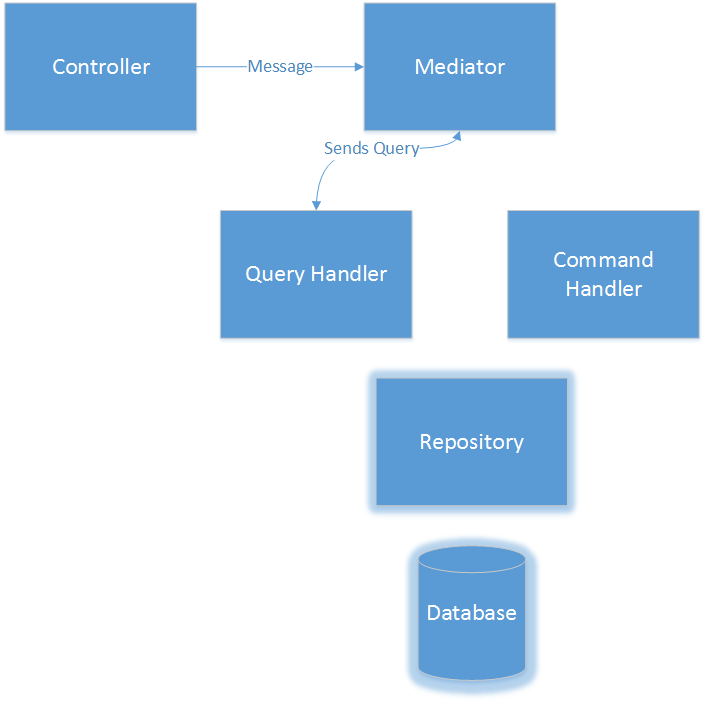 Controller
Message
Mediator
Sends Query
Query Handler
Command
Handler
Repository
Database